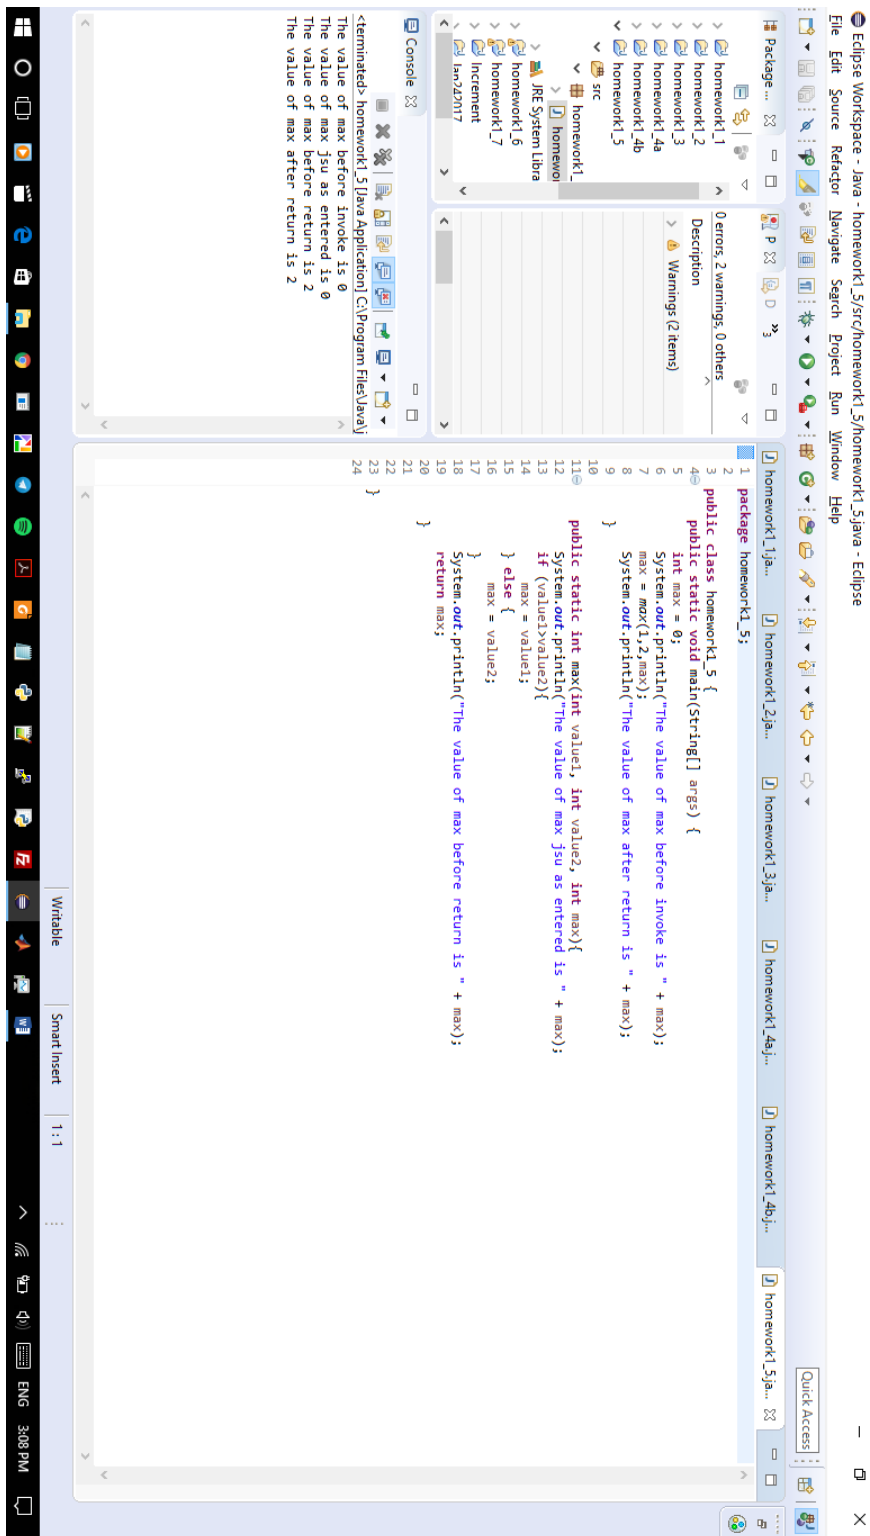 Eclipse Workspace - Java - homework1_5/src/homework1_5/homework1_5.java - Eclipse
File Edit Source Refactor Navigate Search Project Run Window Help
Quick Access
Package ...
homework1_1
homework1_2
homework1_3
homework1_4a
homework1_4b
homework1_5
src
homework1_
homewor
JRE System Libra
homework1_6
homework1_7
Increment
Jan242017
P
D
3
0 errors, 2 warnings, 0 others
Description
Warnings (2 items)
Console
<terminated> homework1_5 [Java Application] C:\Program Files\Java\j
The value of max before invoke is 0
The value of max jsu as entered is 0
The value of max before return is 2
The value of max after return is 2
homework1_1.ja... homework1_2.ja... homework1_3.ja... homework1_4a.j... homework1_4b.j... homework1_5.ja...
1 package homework1_5;
2
3 public class homework1_5 {
4 public static void main(String[] args) {
5 int max = 0;
6 System.out.println("The value of max before invoke is " + max);
7 max = max(1,2,max);
8 System.out.println("The value of max after return is " + max);
9 }
10
11 public static int max(int value1, int value2, int max){
12 System.out.println("The value of max jsu as entered is " + max);
13 if (value1>value2){
14 max = value1;
15 } else {
16 max = value2;
17 }
18 System.out.println("The value of max before return is " + max);
19 return max;
20 }
21
22
23 }
24
Writable Smart Insert 1 : 1
ENG 3:08 PM